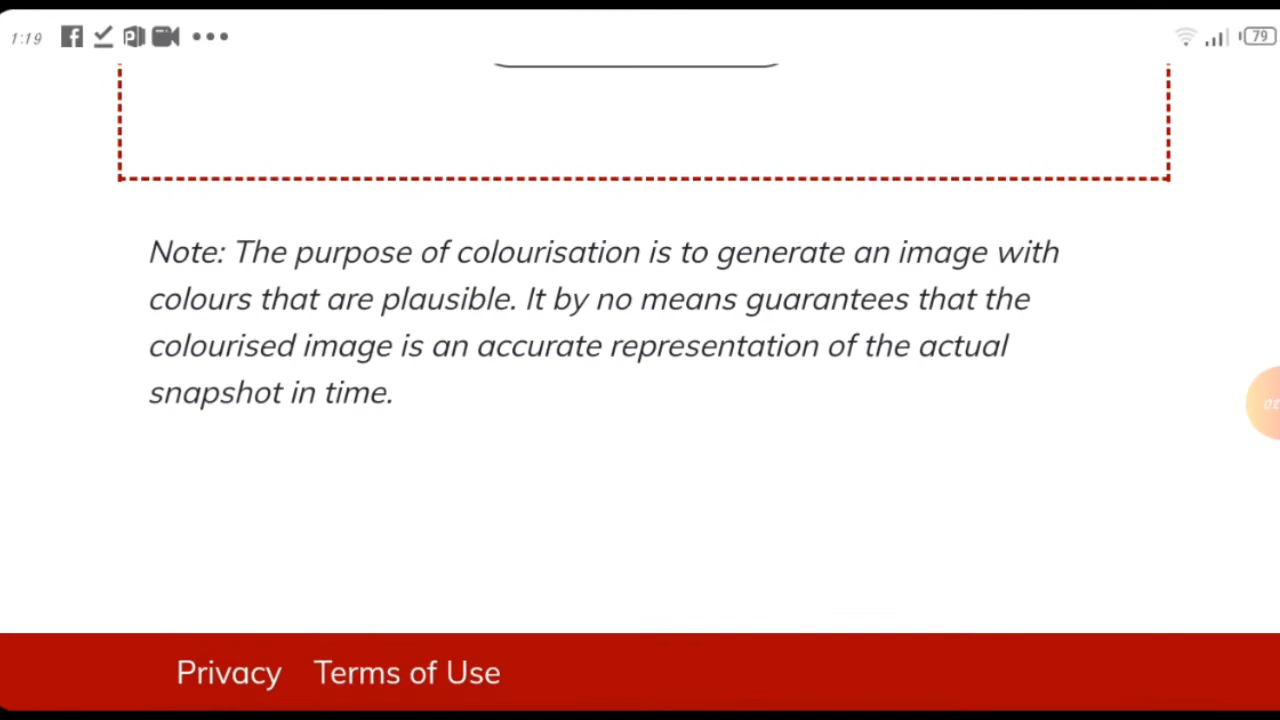 1:19 79
Note: The purpose of colourisation is to generate an image with
colours that are plausible. It by no means guarantees that the
colourised image is an accurate representation of the actual
snapshot in time.
Privacy Terms of Use